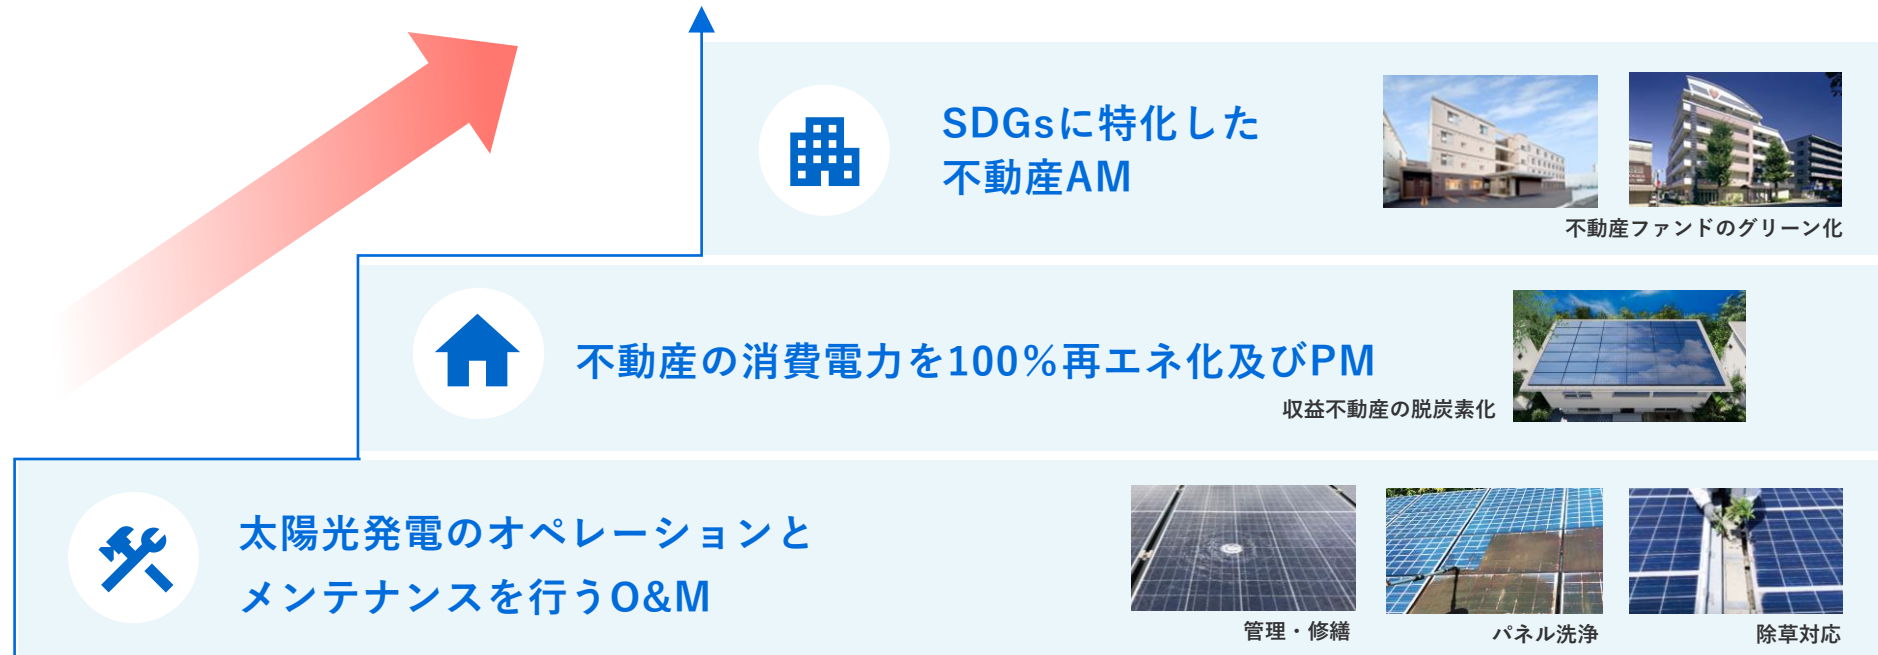 SDGsに特化した
不動産AM
不動産ファンドのグリーン化
不動産の消費電力を100％再エネ化及びPM
収益不動産の脱炭素化
太陽光発電のオペレーションと
メンテナンスを行うO&M
管理・修繕
パネル洗浄
除草対応